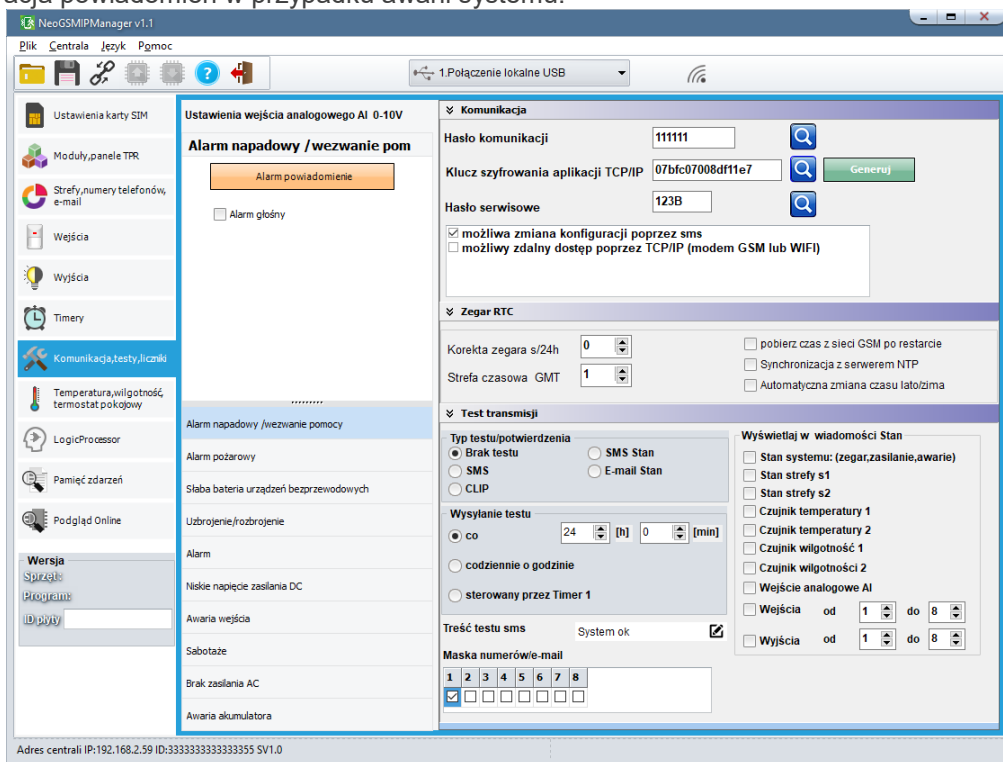 acja powiadomień w przypadku awarii systemu.
NeoGSMIPManager v1.1
Plik Centrala Język Pomoc
1.Połączenie lokalne USB
Ustawienia karty SIM
Moduły,panele TPR
Strefy,numery telefonów,
e-mail
Wejścia
Wyjścia
Timery
Komunikacja,testy,liczniki
Temperatura,wilgotność,
termostat pokojowy
LogicProcessor
Pamięć zdarzeń
Podgląd Online
Wersja
Sprzęt:
Program:
ID płyty
Ustawienia wejścia analogowego AI 0-10V
Alarm napadowy /wezwanie pom
Alarm powiadomienie
Alarm głośny
Alarm napadowy /wezwanie pomocy
Alarm pożarowy
Słaba bateria urządzeń bezprzewodowych
Uzbrojenie/rozbrojenie
Alarm
Niskie napięcie zasilania DC
Awaria wejścia
Sabotaże
Brak zasilania AC
Awaria akumulatora
Komunikacja
Hasło komunikacji 111111
Klucz szyfrowania aplikacji TCP/IP 07bfc07008df11e7 Generuj
Hasło serwisowe 123B
możliwa zmiana konfiguracji poprzez sms
możliwy zdalny dostęp poprzez TCP/IP (modem GSM lub WIFI)
Zegar RTC
Korekta zegara s/24h 0
Strefa czasowa GMT 1
pobierz czas z sieci GSM po restarcie
Synchronizacja z serwerem NTP
Automatyczna zmiana czasu lato/zima
Test transmisji
Typ testu/potwierdzenia
Brak testu SMS Stan
SMS E-mail Stan
CLIP
Wysyłanie testu
co 24 [h] 0 [min]
codziennie o godzinie
sterowany przez Timer 1
Treść testu sms System ok
Maska numerów/e-mail
1 2 3 4 5 6 7 8
Wyświetlaj w wiadomości Stan
Stan systemu: (zegar,zasilanie,awarie)
Stan strefy s1
Stan strefy s2
Czujnik temperatury 1
Czujnik temperatury 2
Czujnik wilgotność 1
Czujnik wilgotności 2
Wejście analogowe AI
Wejścia od 1 do 8
Wyjścia od 1 do 8
Adres centrali IP:192.168.2.59 ID:3333333333333355 SV1.0